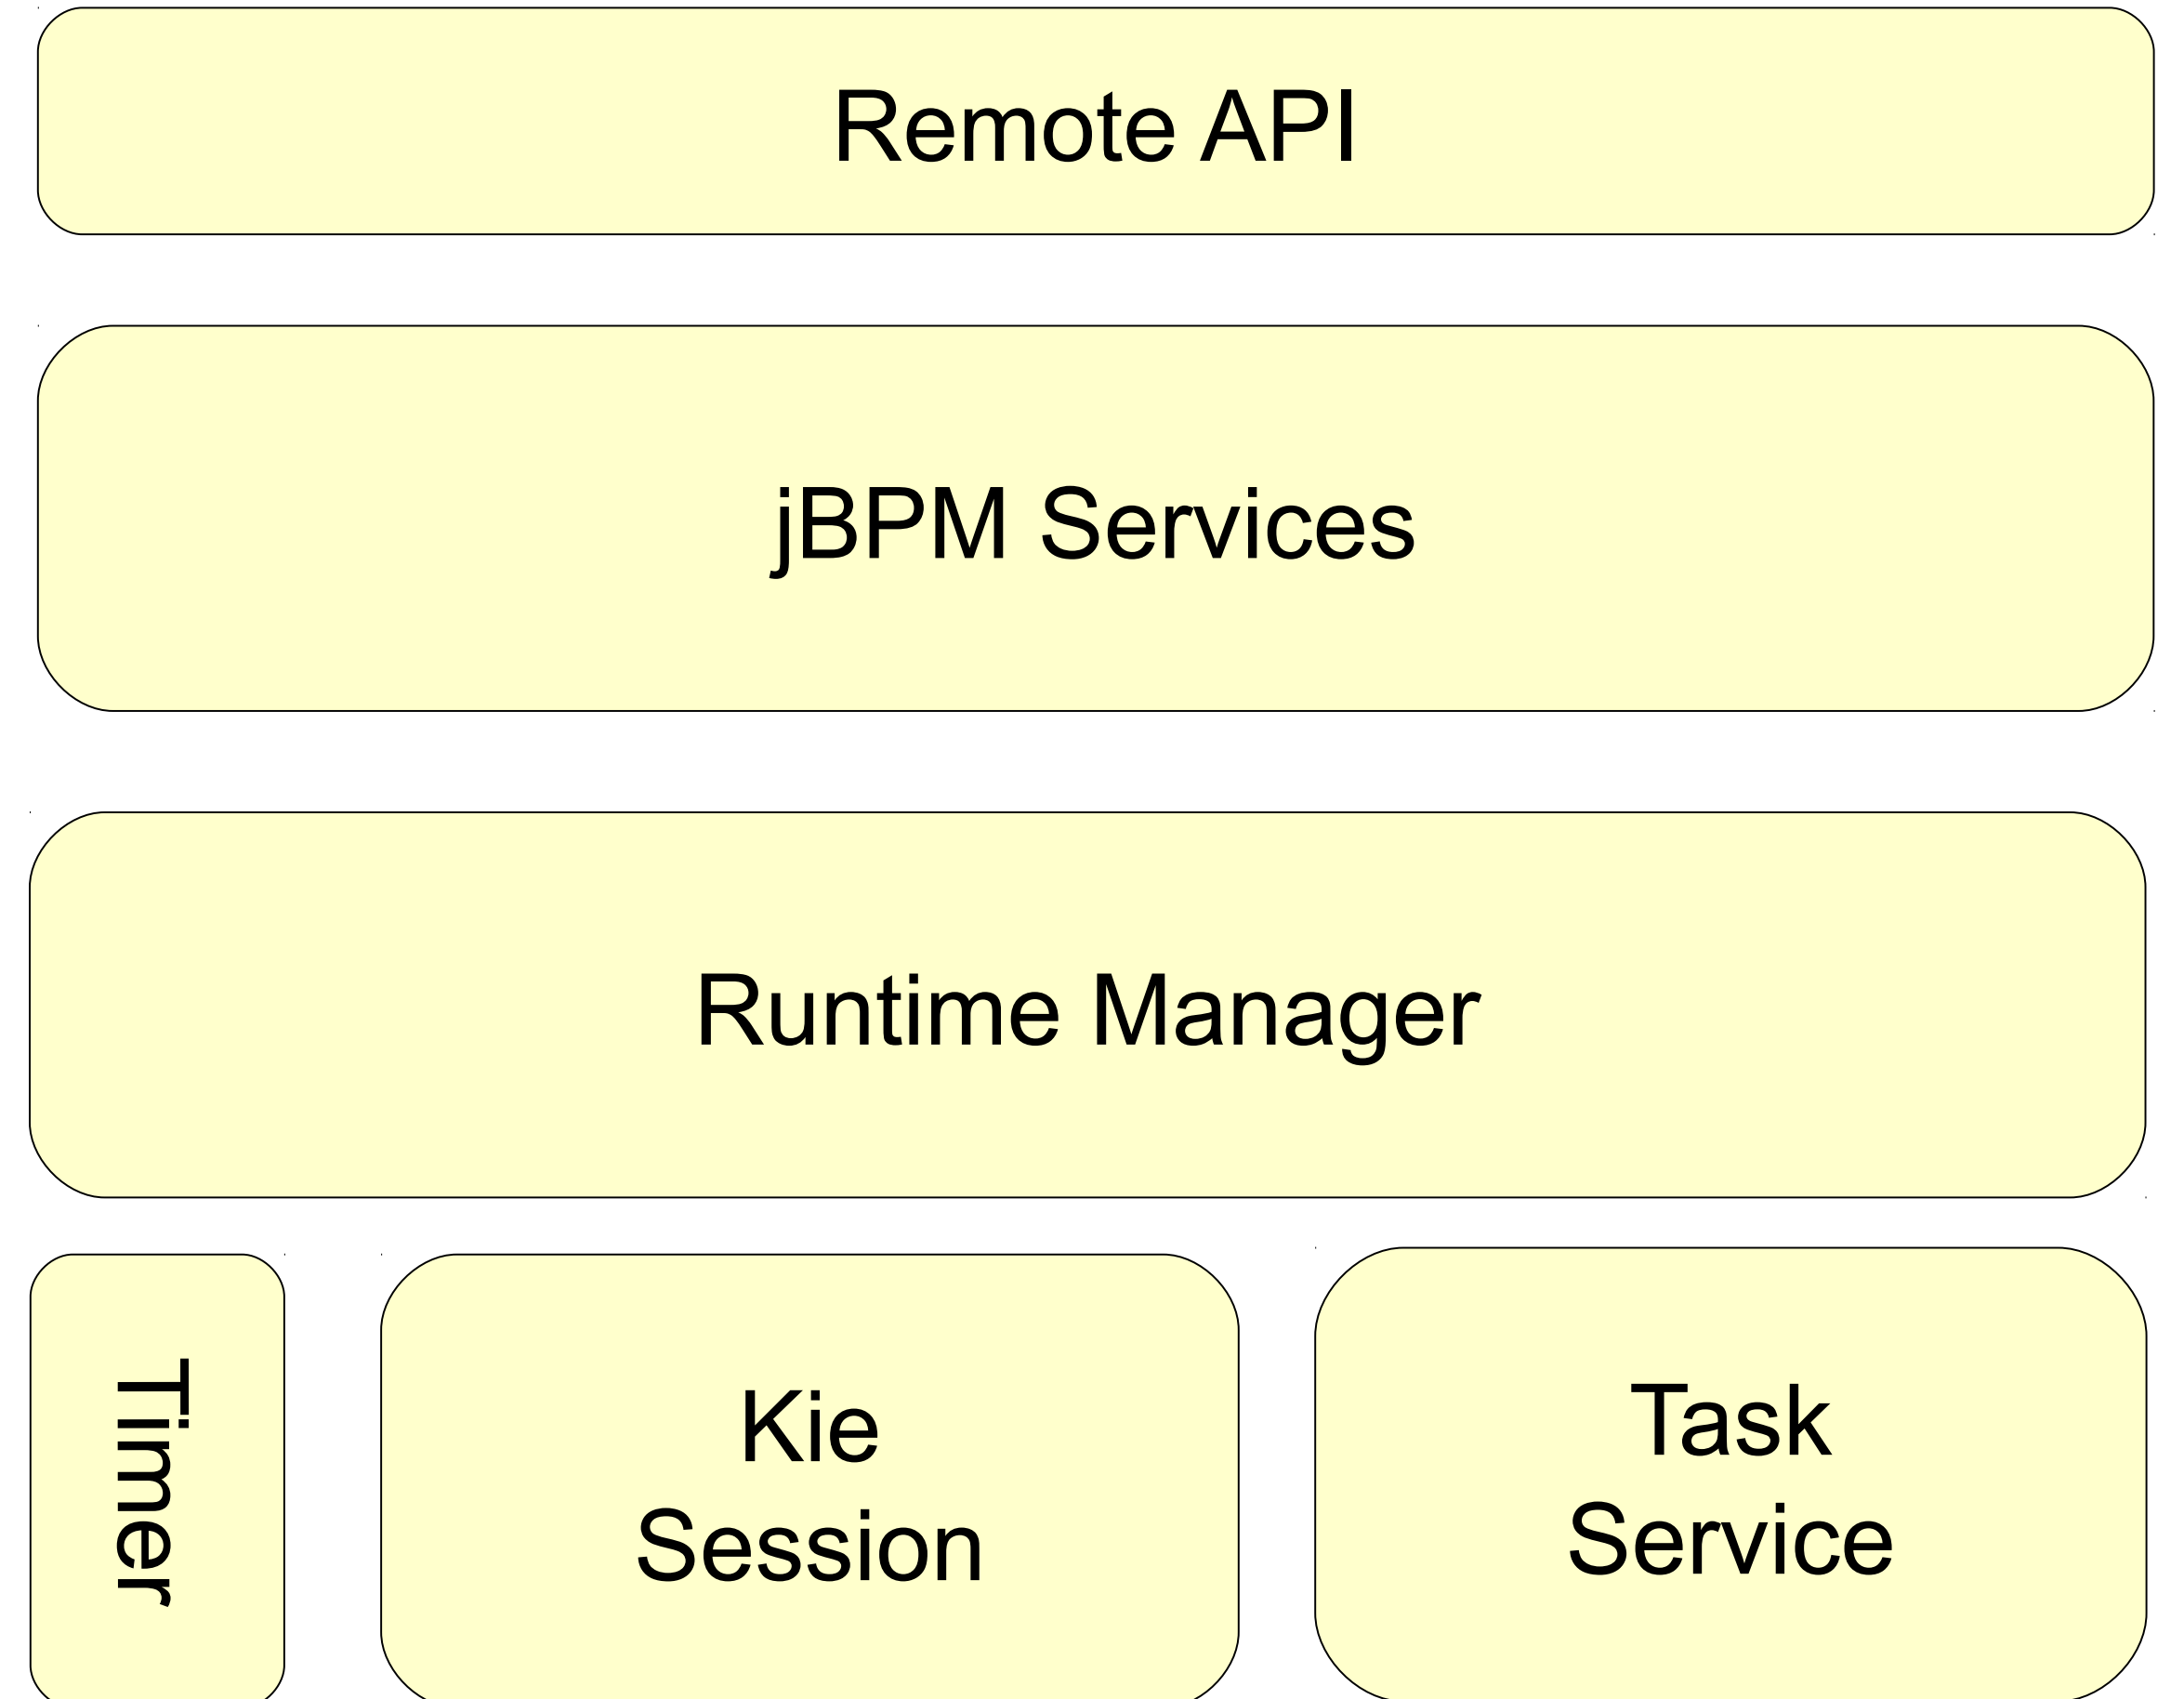 Remote API
jBPM Services
Runtime Manager
Timer
Kie
Session
Task
Service